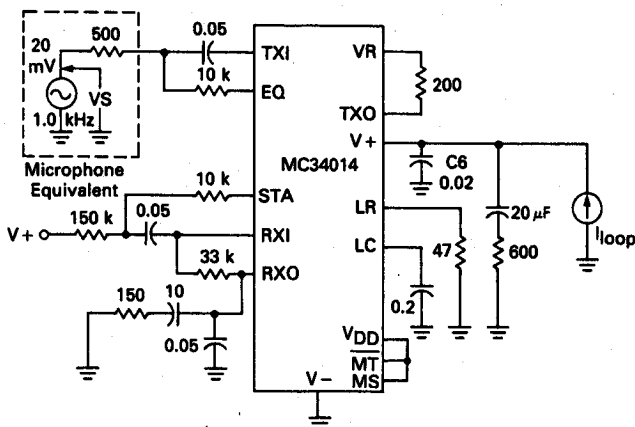 20
mV
500
0.05
TXI
10 k
EQ
VS
1.0 kHz
Microphone
Equivalent
VR
200
TXO
V+
C6
0.02
MC34014
10 k
STA
150 k
0.05
V+
RXI
33 k
RXO
150
10
0.05
LR
LC
47
0.2
20 μF
600
Iloop
VDD
MT
MS
V-